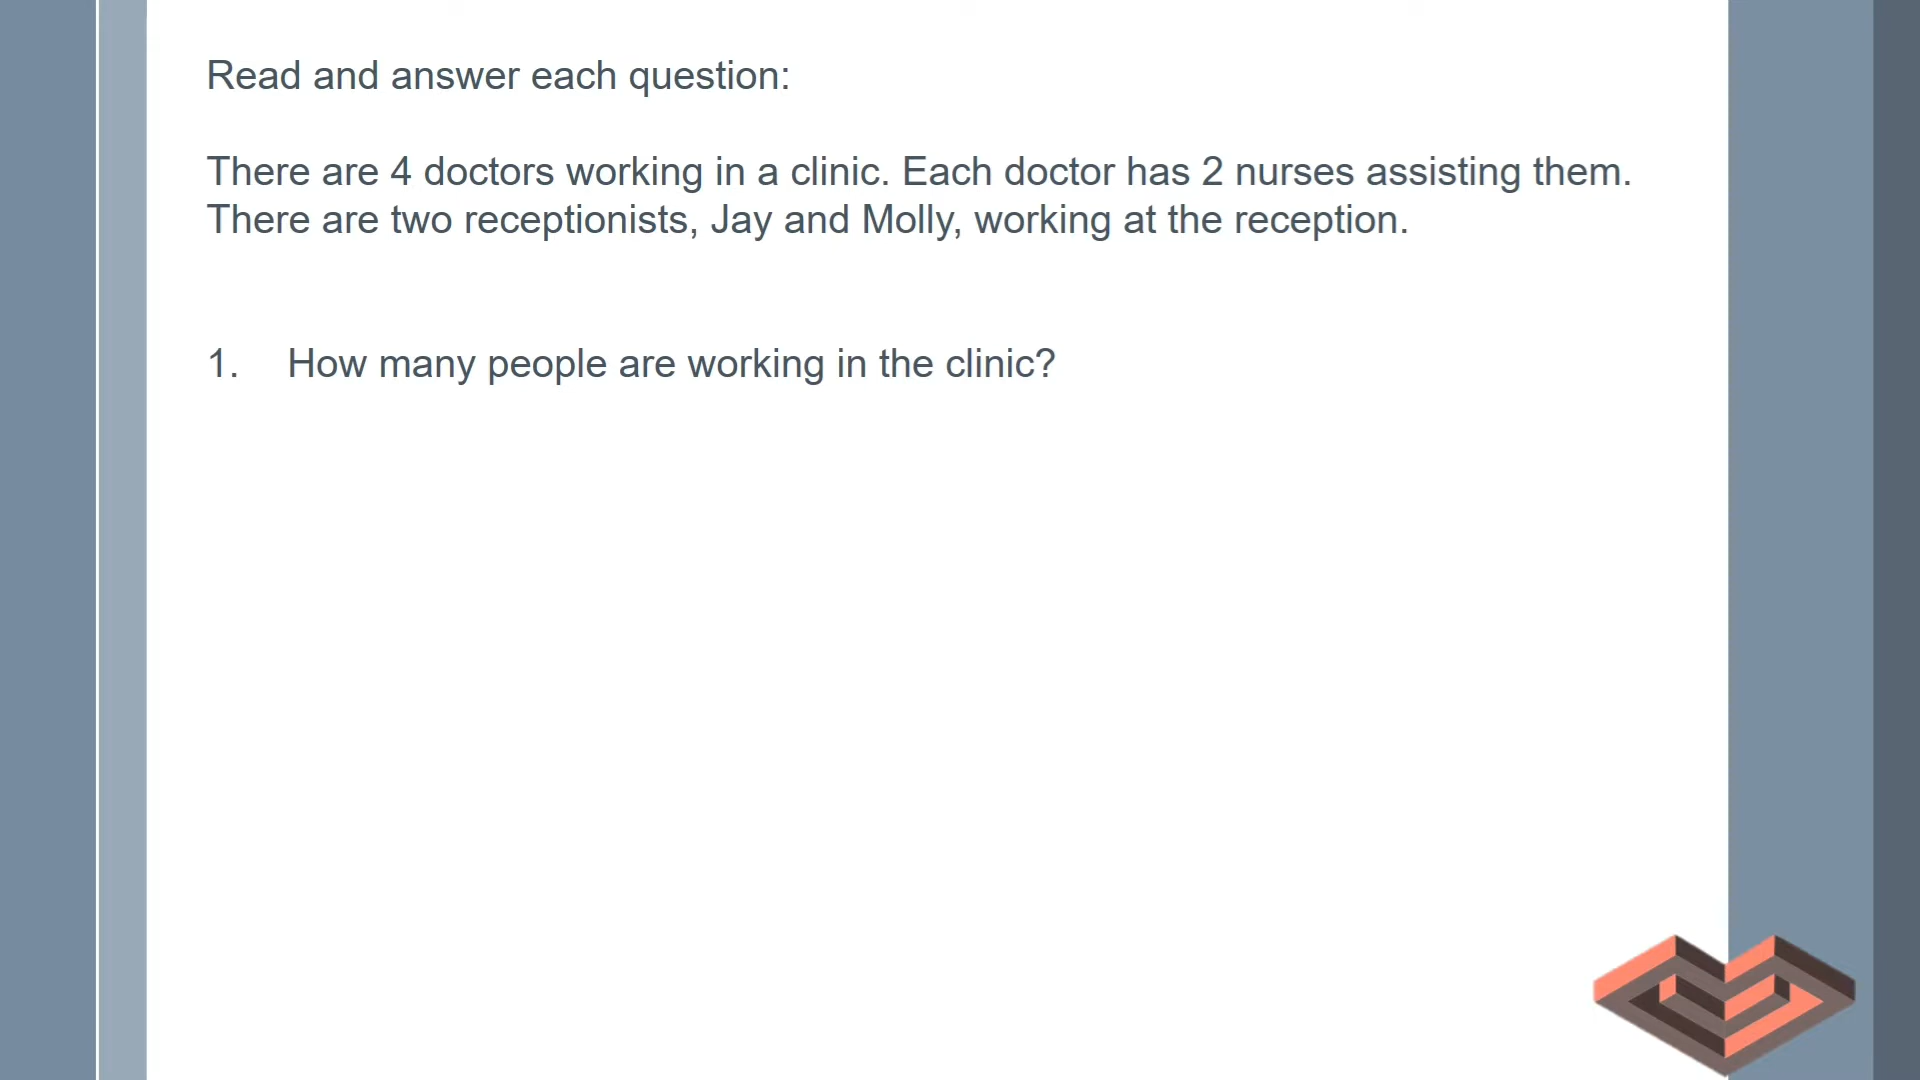 Read and answer each question:
There are 4 doctors working in a clinic. Each doctor has 2 nurses assisting them.
There are two receptionists, Jay and Molly, working at the reception.
1. How many people are working in the clinic?